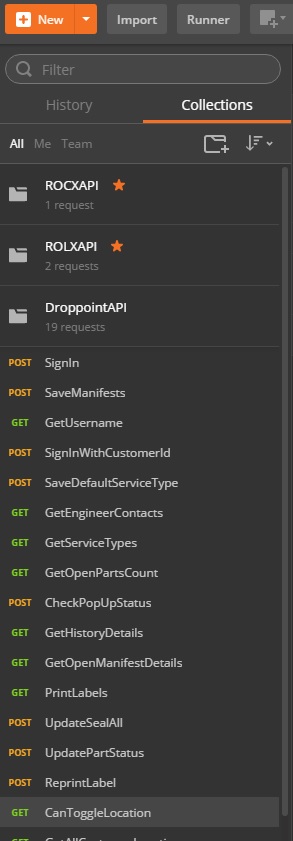 New Import Runner
Filter
History Collections
All Me Team
ROCXAPI
1 request
ROLXAPI
2 requests
DroppointAPI
19 requests
POST SignIn
POST SaveManifests
GET GetUsername
POST SignInWithCustomerId
POST SaveDefaultServiceType
GET GetEngineerContacts
GET GetServiceTypes
GET GetOpenPartsCount
POST CheckPopUpStatus
GET GetHistoryDetails
GET GetOpenManifestDetails
GET PrintLabels
POST UpdateSealAll
POST UpdatePartStatus
POST ReprintLabel
GET CanToggleLocation